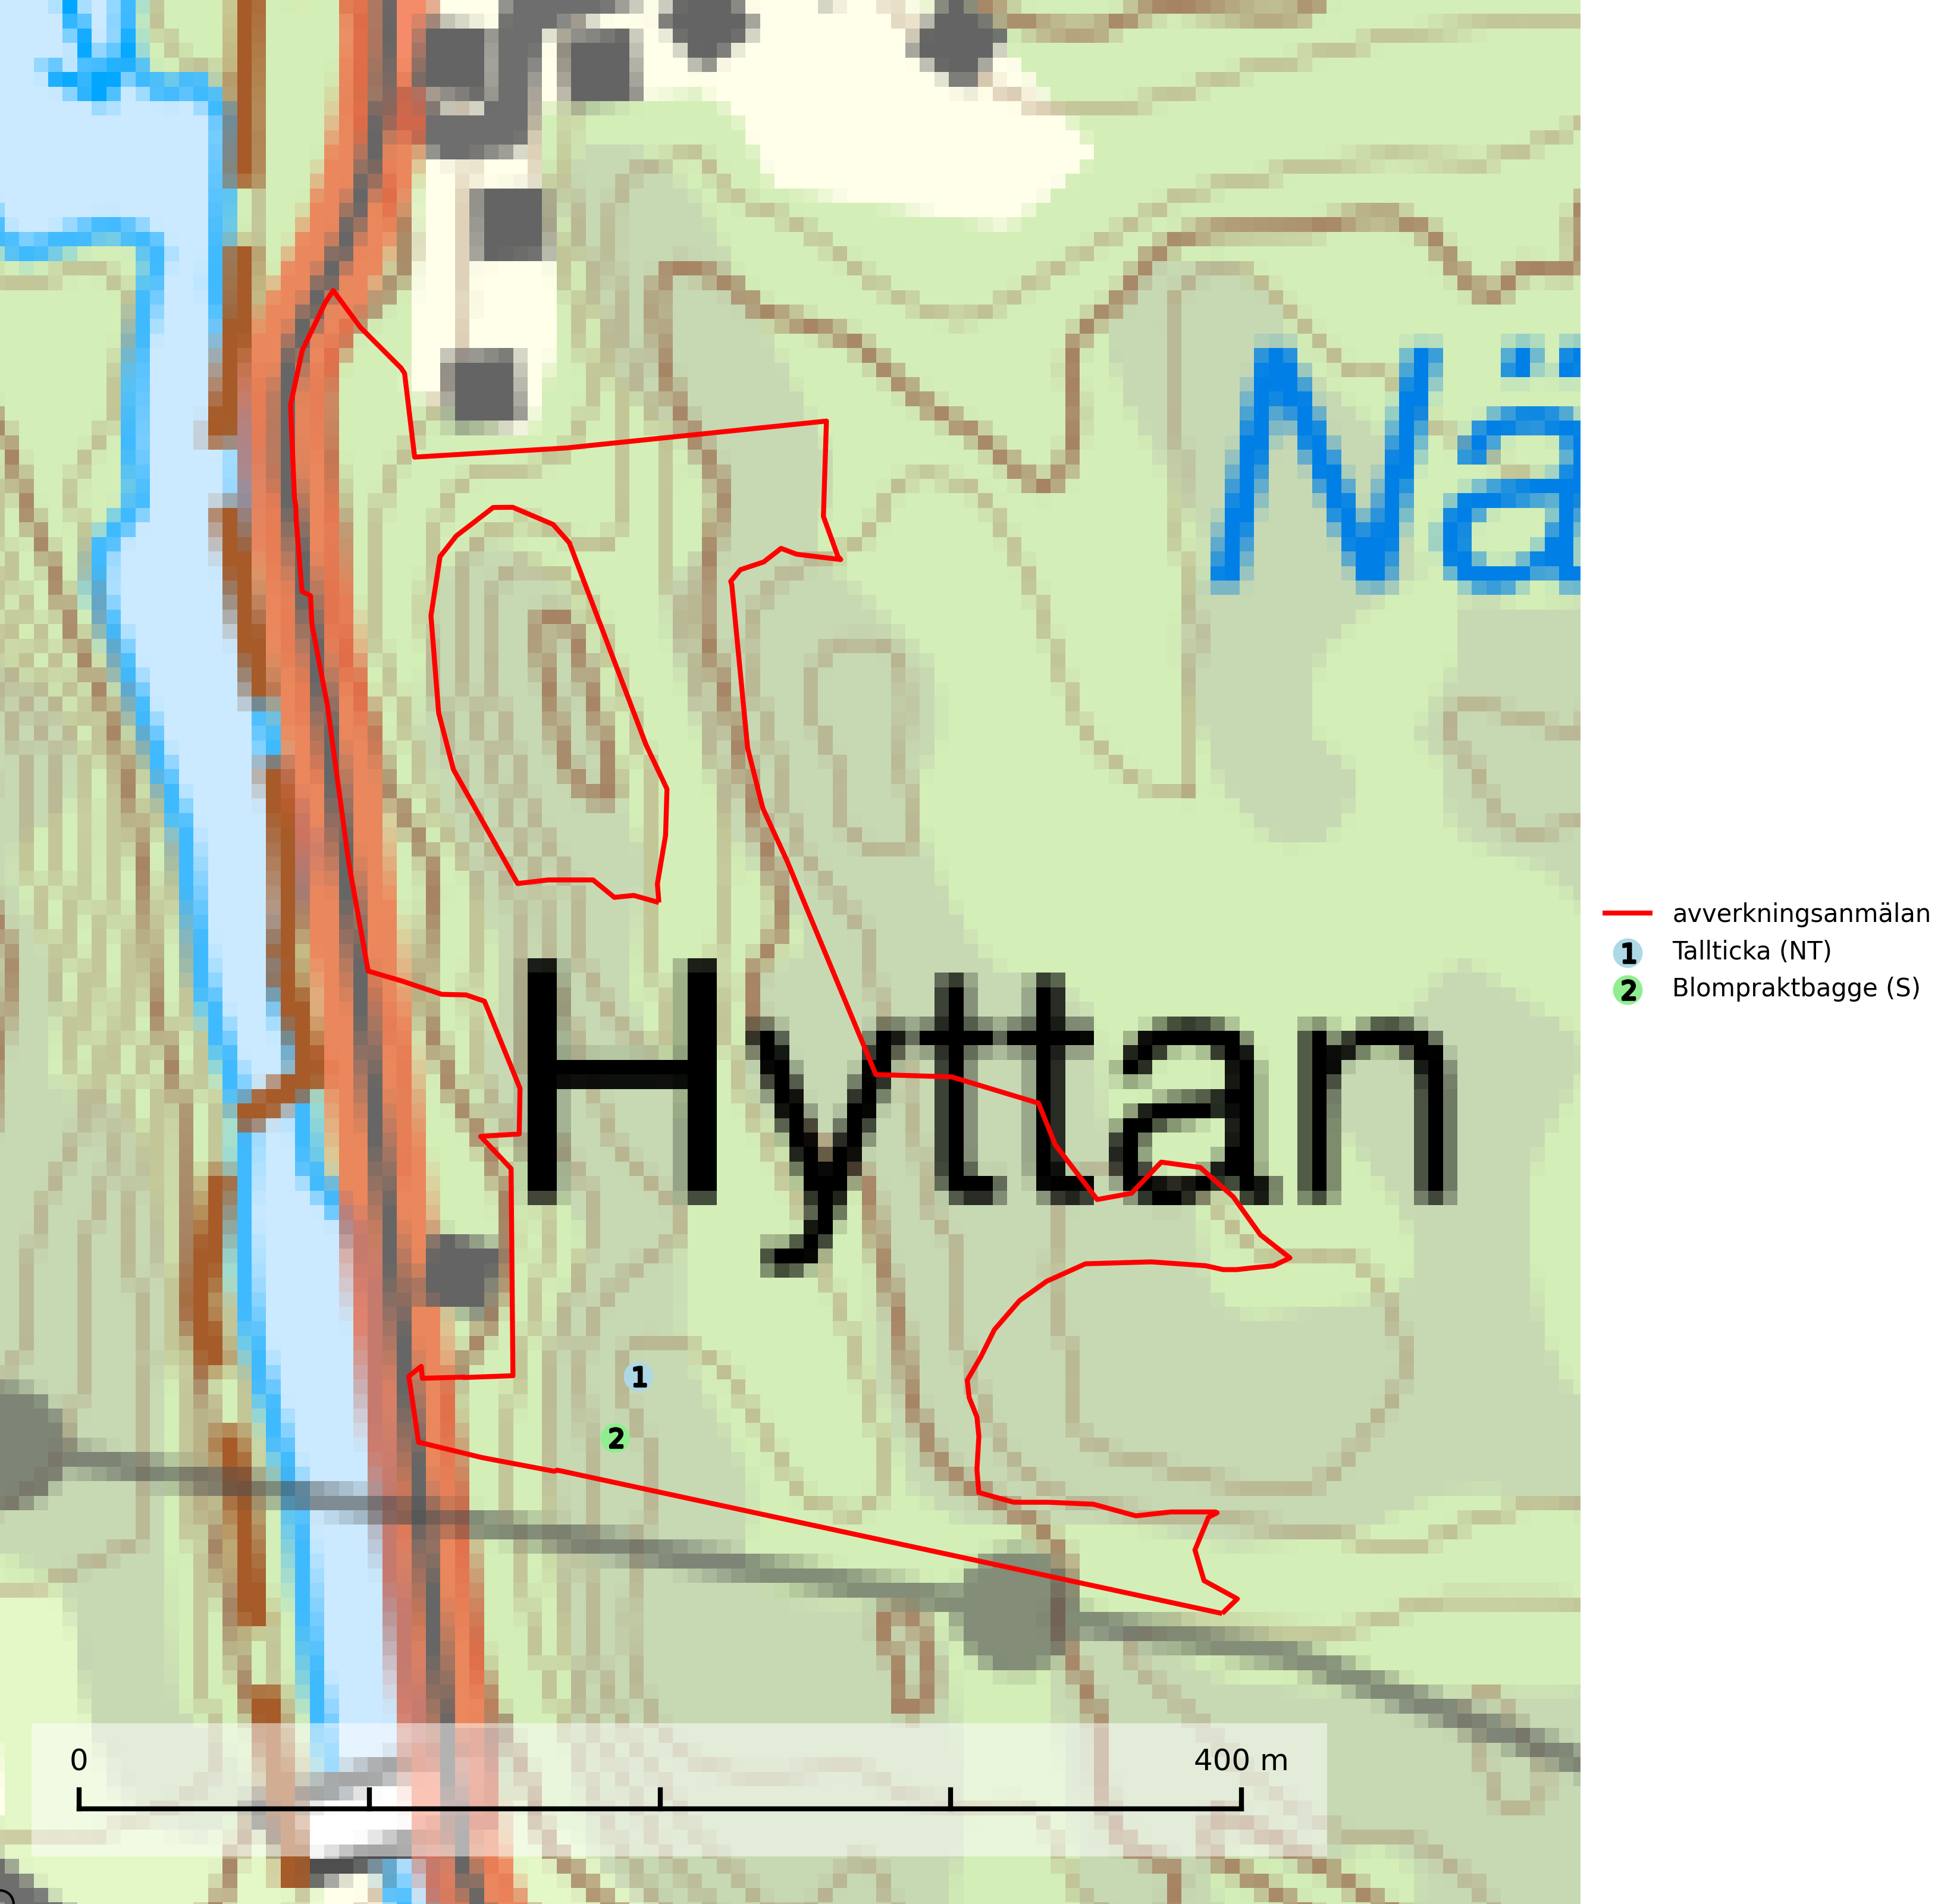 Nä
avverkningsanmälan
1 Tallticka (NT)
2 Blompraktbagge (S)
Hyttan
1
2
0 400 m